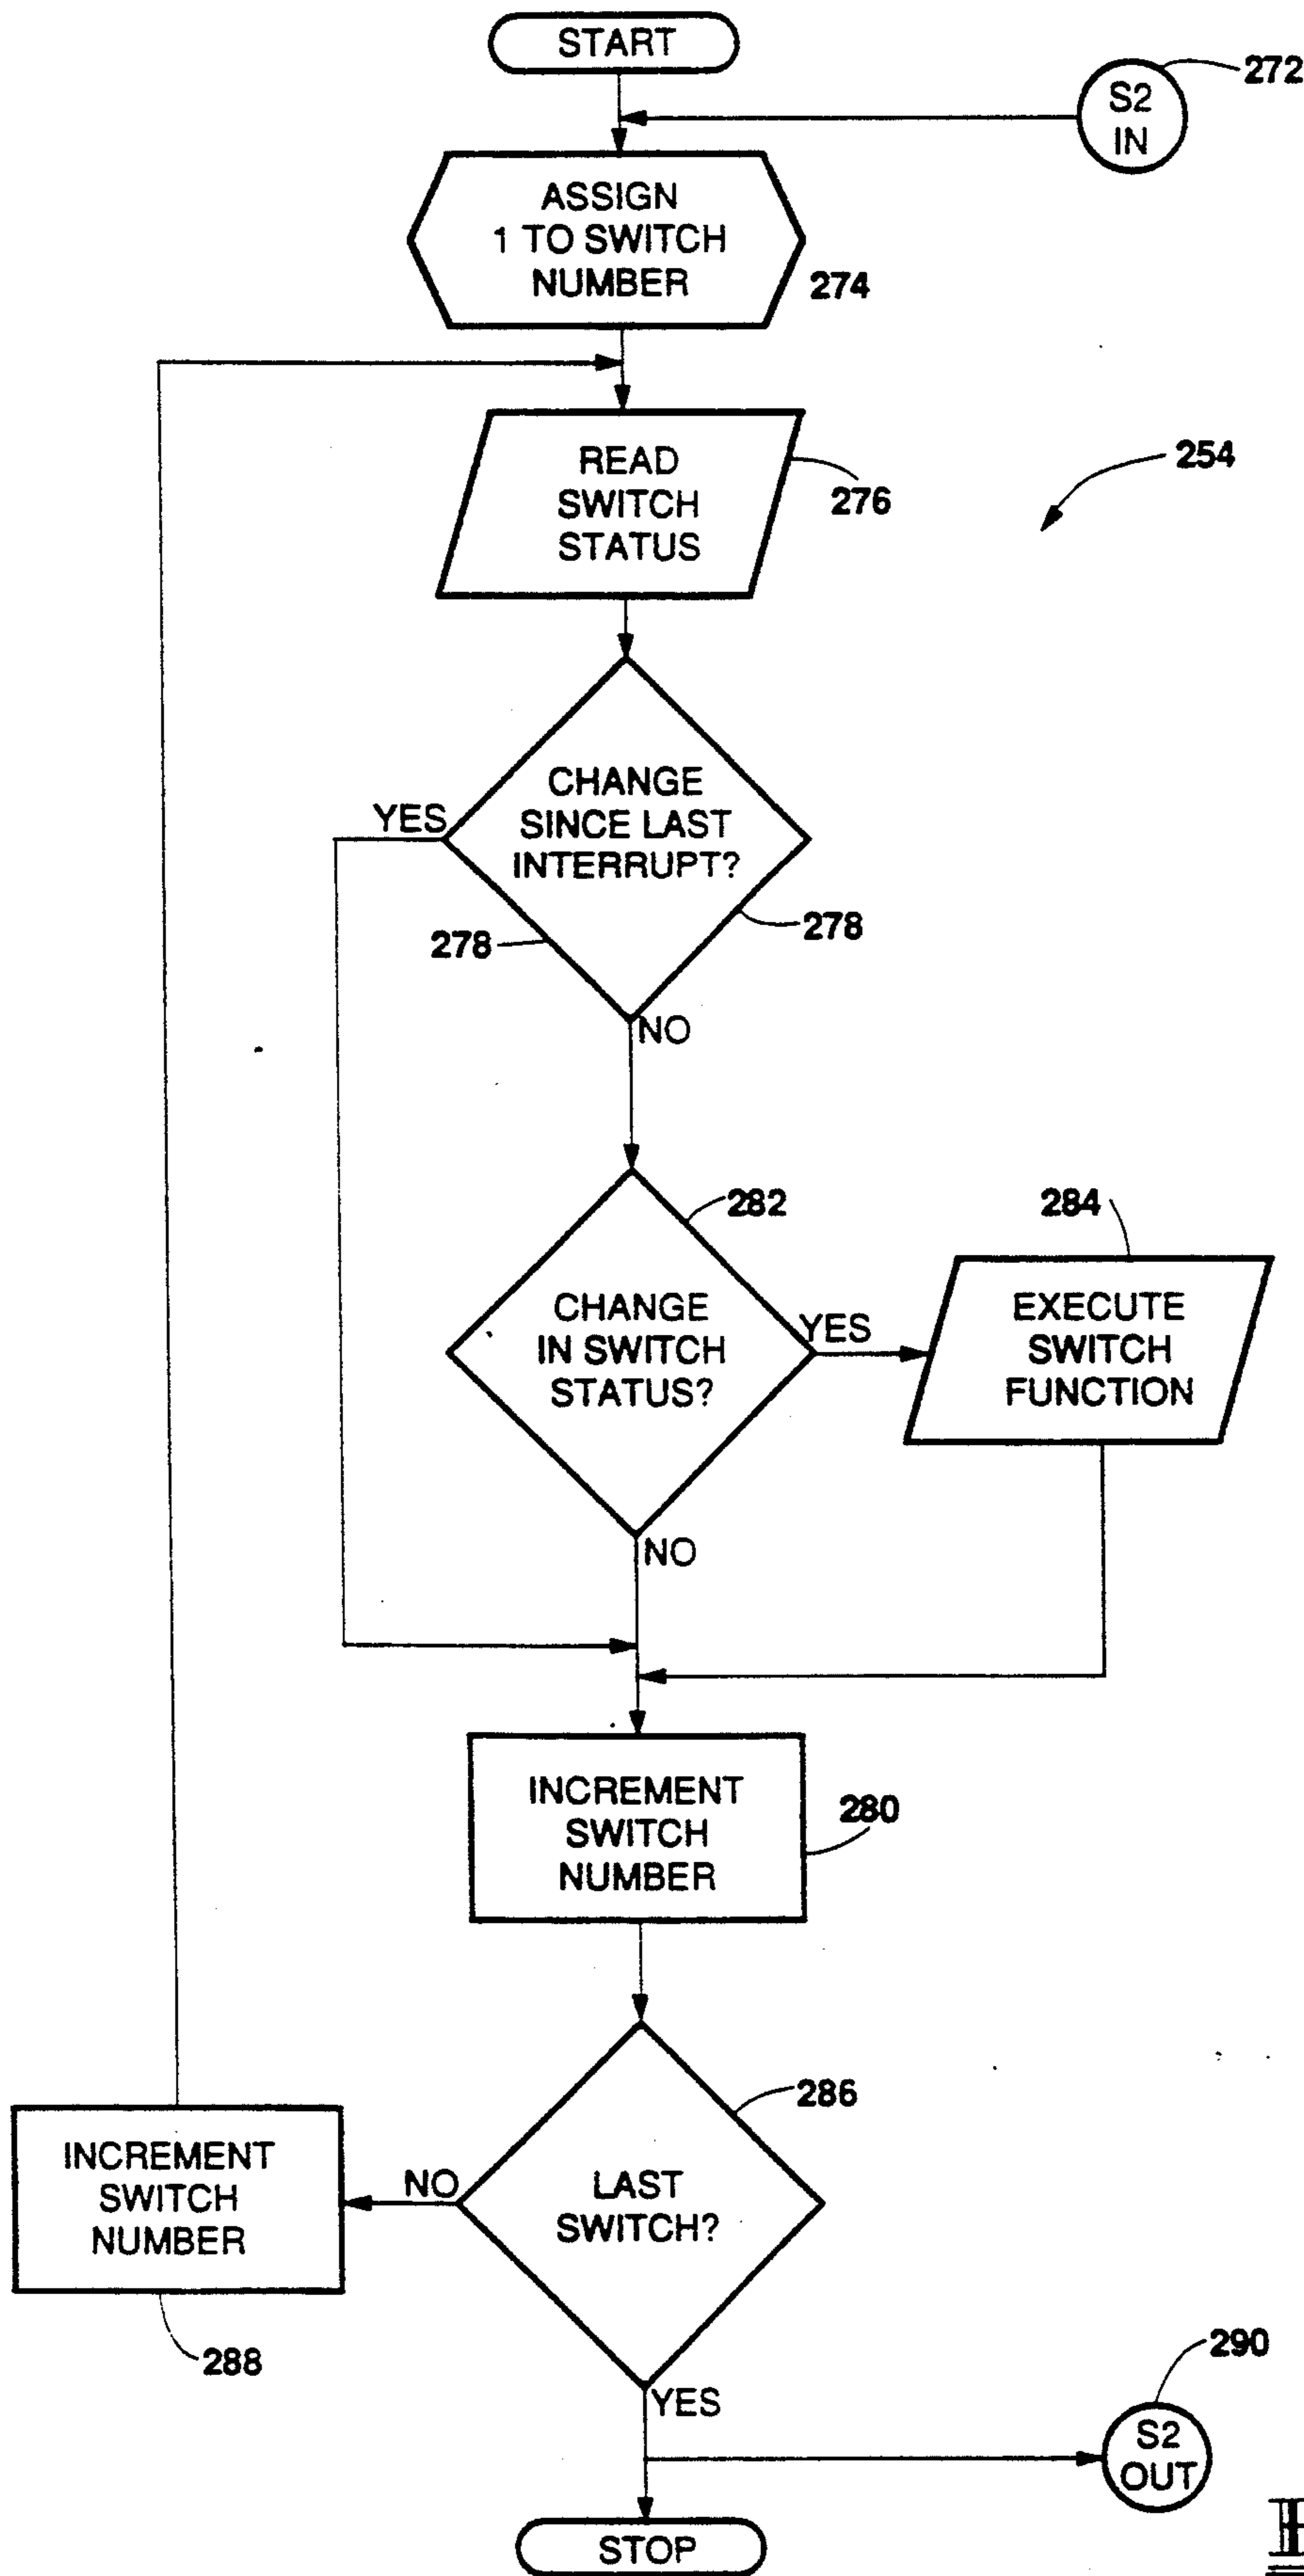 START
272
S2
IN
ASSIGN
1 TO SWITCH
NUMBER
274
READ
SWITCH
STATUS
276
254
CHANGE
SINCE LAST
INTERRUPT?
YES
278
278
NO
282
284
CHANGE
IN SWITCH
STATUS?
YES
EXECUTE
SWITCH
FUNCTION
NO
INCREMENT
SWITCH
NUMBER
280
286
LAST
SWITCH?
NO
INCREMENT
SWITCH
NUMBER
288
YES
290
S2
OUT
STOP